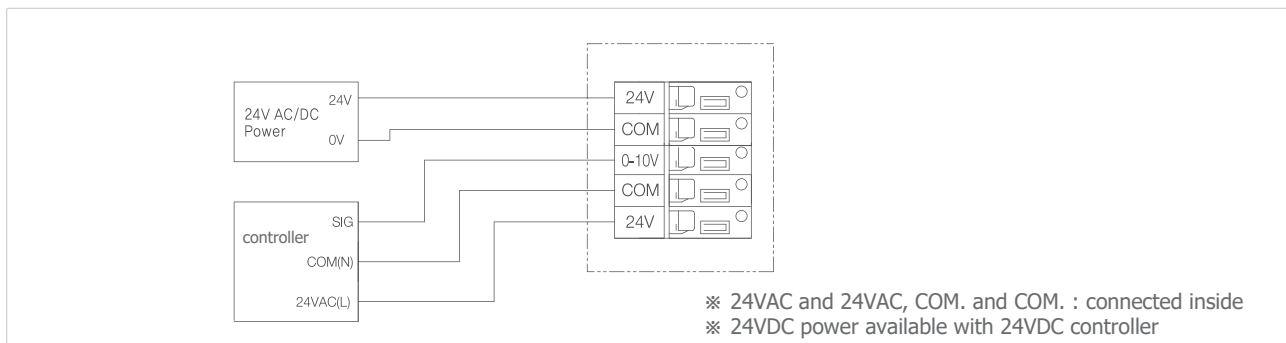 24V AC/DC
Power
24V
0V
controller
SIG
COM(N)
24VAC(L)
24V
COM
0-10V
COM
24V
※ 24VAC and 24VAC, COM. and COM. : connected inside
※ 24VDC power available with 24VDC controller